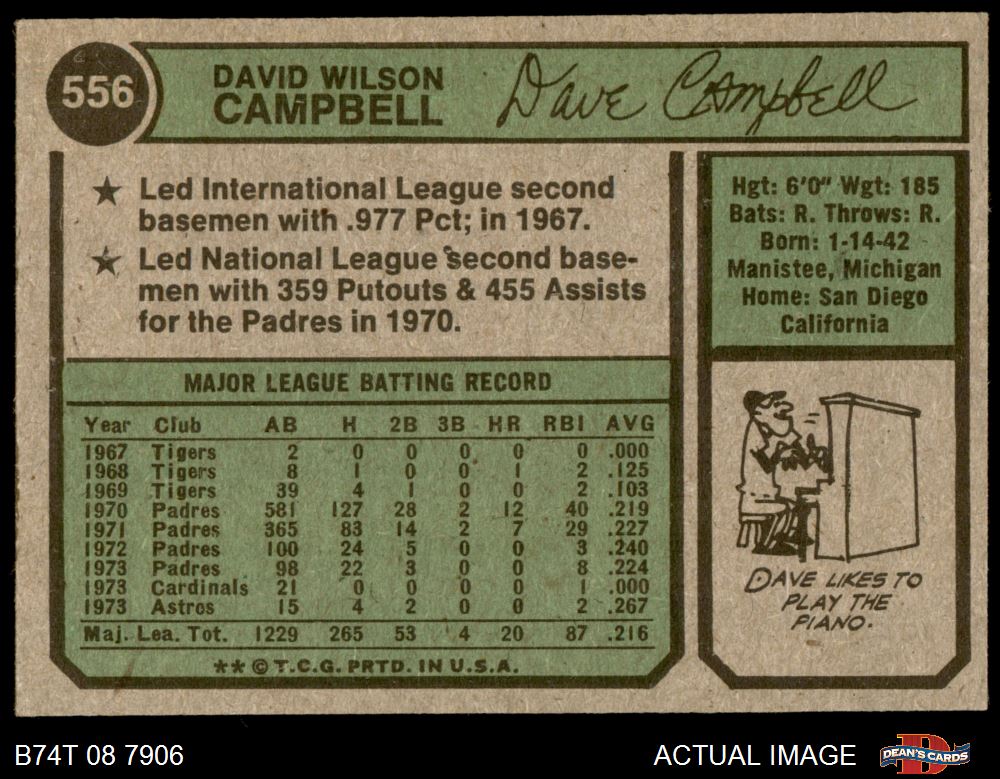 556
DAVID WILSON
CAMPBELL
Dave Campbell
★ Led International League second
basemen with .977 Pct; in 1967.
★ Led National League second base-
men with 359 Putouts & 455 Assists
for the Padres in 1970.
Hgt: 6'0" Wgt: 185
Bats: R. Throws: R.
Born: 1-14-42
Manistee, Michigan
Home: San Diego
California
MAJOR LEAGUE BATTING RECORD
Year Club AB H 2B 3B HR RBI AVG
1967 Tigers 2 0 0 0 0 0 .000
1968 Tigers 8 1 0 0 1 2 .125
1969 Tigers 39 4 1 0 0 2 .103
1970 Padres 581 127 28 2 12 40 .219
1971 Padres 365 83 14 2 7 29 .227
1972 Padres 100 24 5 0 0 3 .240
1973 Padres 98 22 3 0 0 8 .224
1973 Cardinals 21 0 0 0 0 1 .000
1973 Astros 15 4 2 0 0 2 .267
Maj. Lea. Tot. 1229 265 53 4 20 87 .216
** © T.C.G. PRTD. IN U.S.A.
DAVE LIKES TO
PLAY THE
PIANO.
B74T 08 7906
ACTUAL IMAGE
DEAN'S CARDS